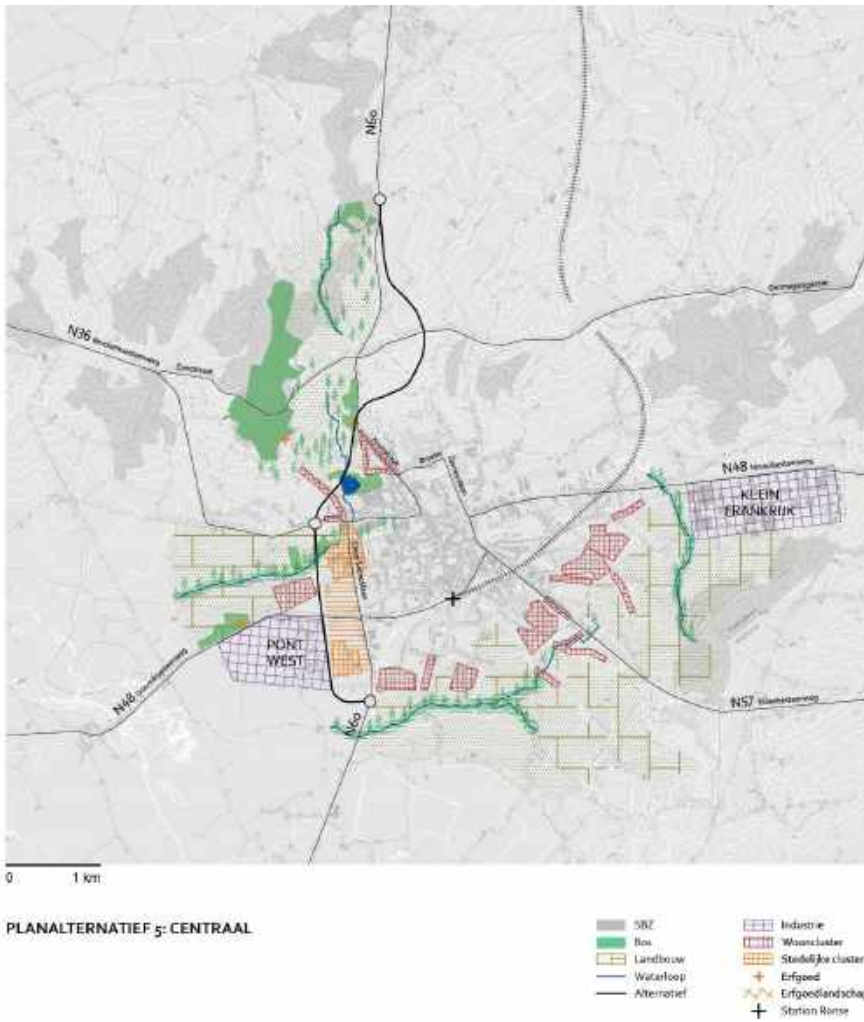 N60
N36
N48
KLEIN
FRANKRIJK
PONT
WEST
N48
N57
N60
0 1 km
PLANALTERNATIEF 5: CENTRAAL
SBZ
Bos
Landbouw
Waterloop
Alternatief
Industrie
Wooncluster
Stedelijke cluster
Erfgoed
Erfgoedlandscha
Station Ronse